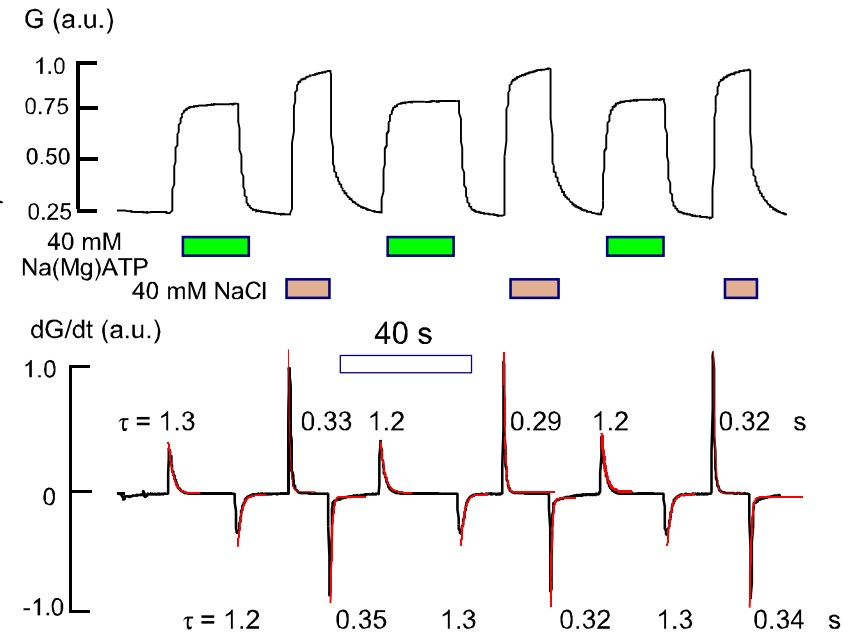 G (a.u.)
1.0
0.75
0.50
0.25
40 mM
Na(Mg)ATP
40 mM NaCl
dG/dt (a.u.)
40 s
1.0
τ = 1.3 0.33 1.2 0.29 1.2 0.32 s
0
-1.0
τ = 1.2 0.35 1.3 0.32 1.3 0.34 s